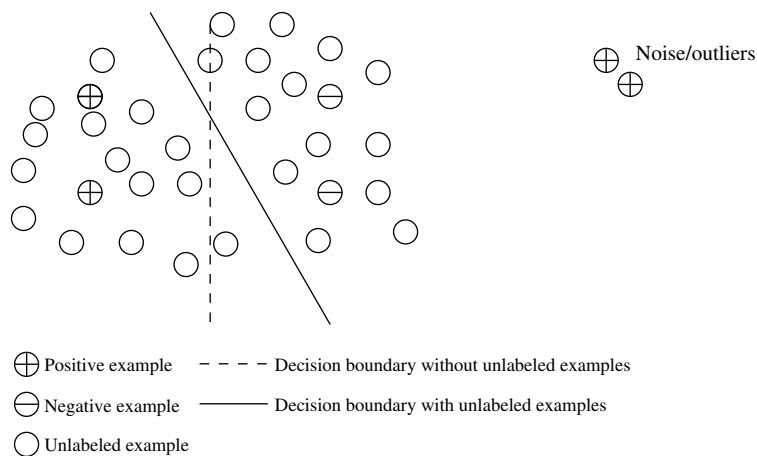 Noise/outliers
Positive example
Decision boundary without unlabeled examples
Negative example
Decision boundary with unlabeled examples
Unlabeled example